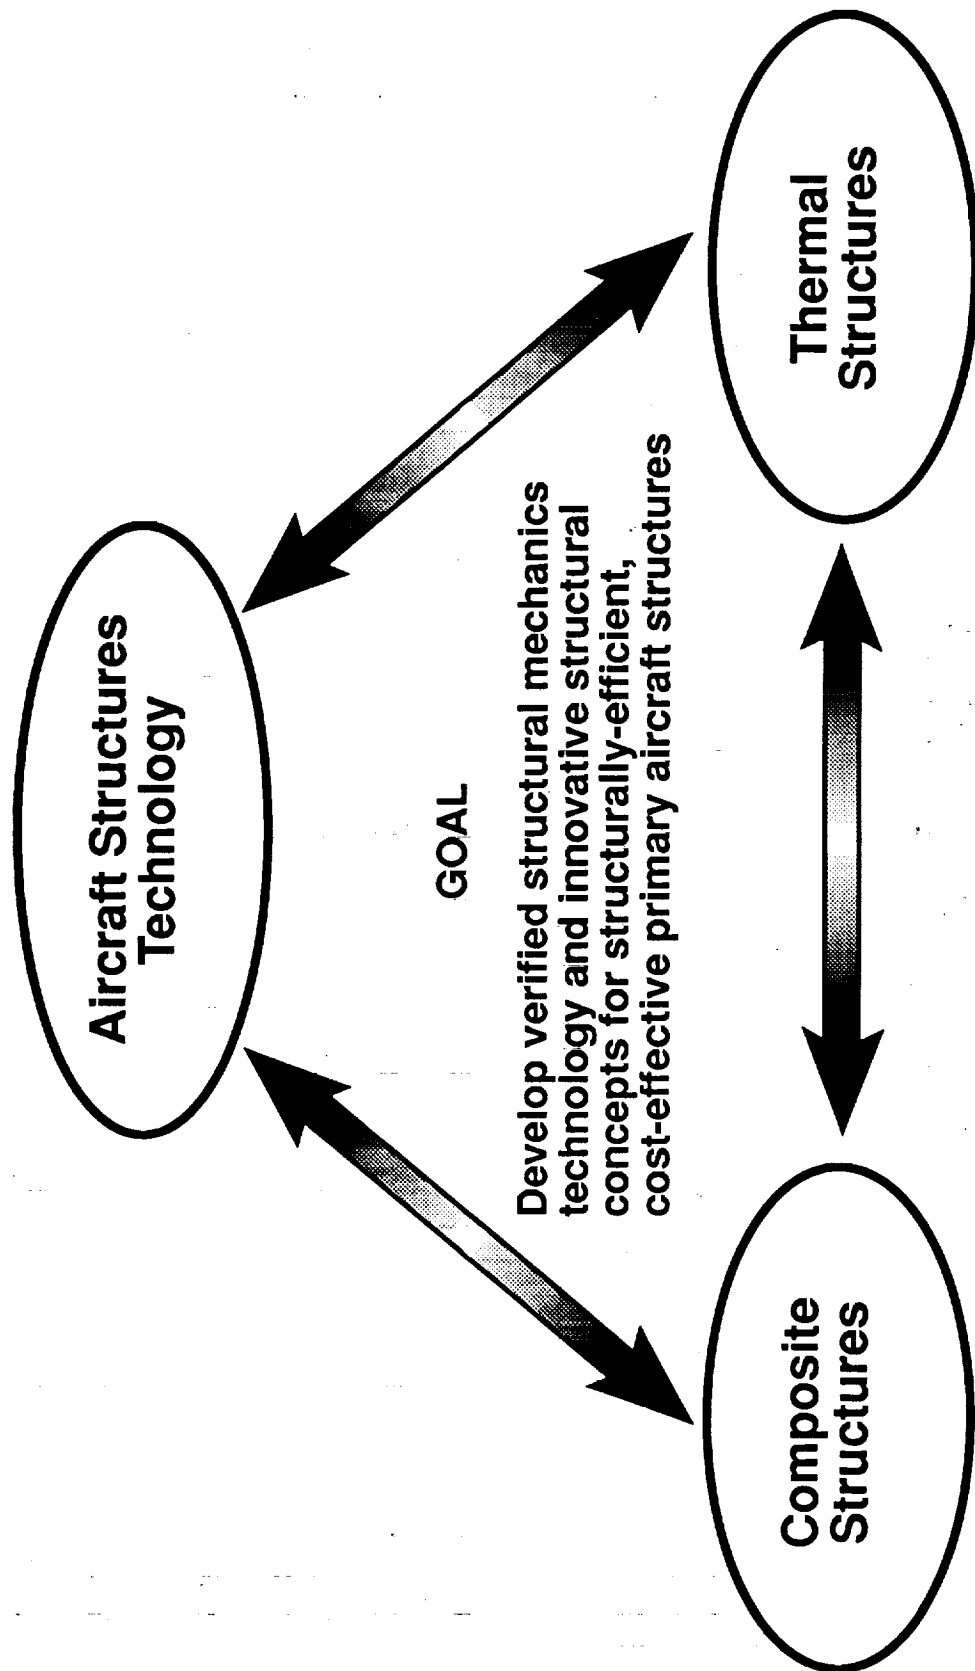 Aircraft Structures
Technology
GOAL
Develop verified structural mechanics
technology and innovative structural
concepts for structurally-efficient,
cost-effective primary aircraft structures
Composite
Structures
Thermal
Structures